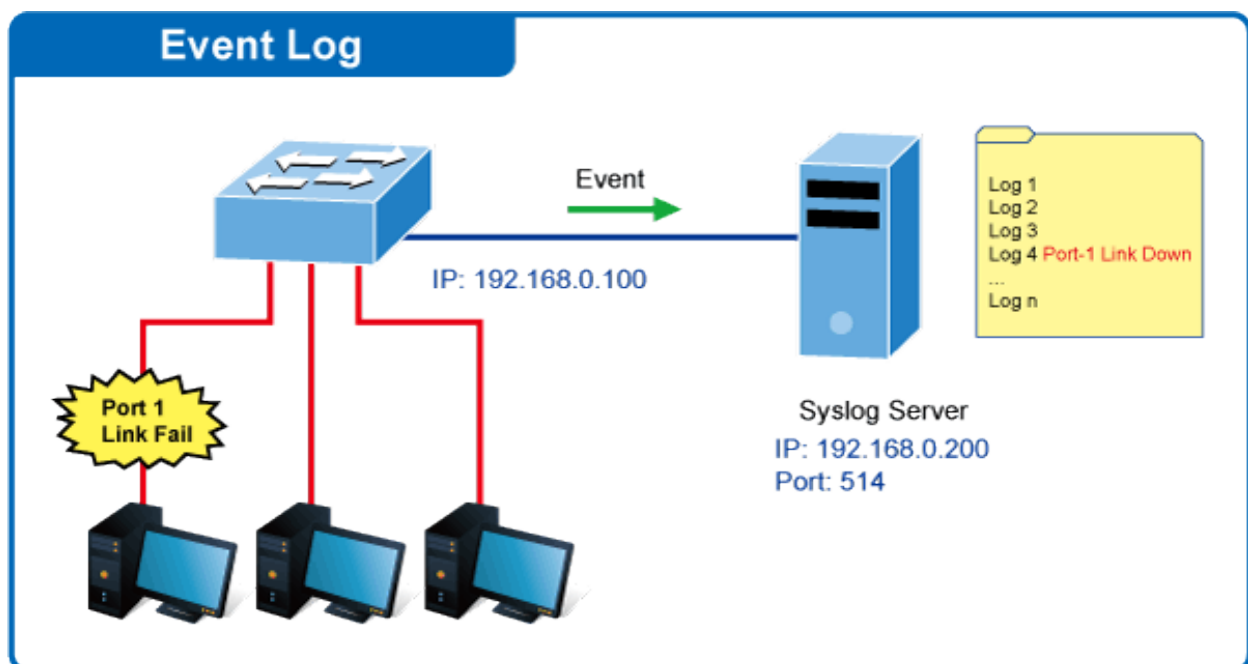 Event Log
Event
IP: 192.168.0.100
Port 1
Link Fail
Log 1
Log 2
Log 3
Log 4 Port-1 Link Down
...
Log n
Syslog Server
IP: 192.168.0.200
Port: 514